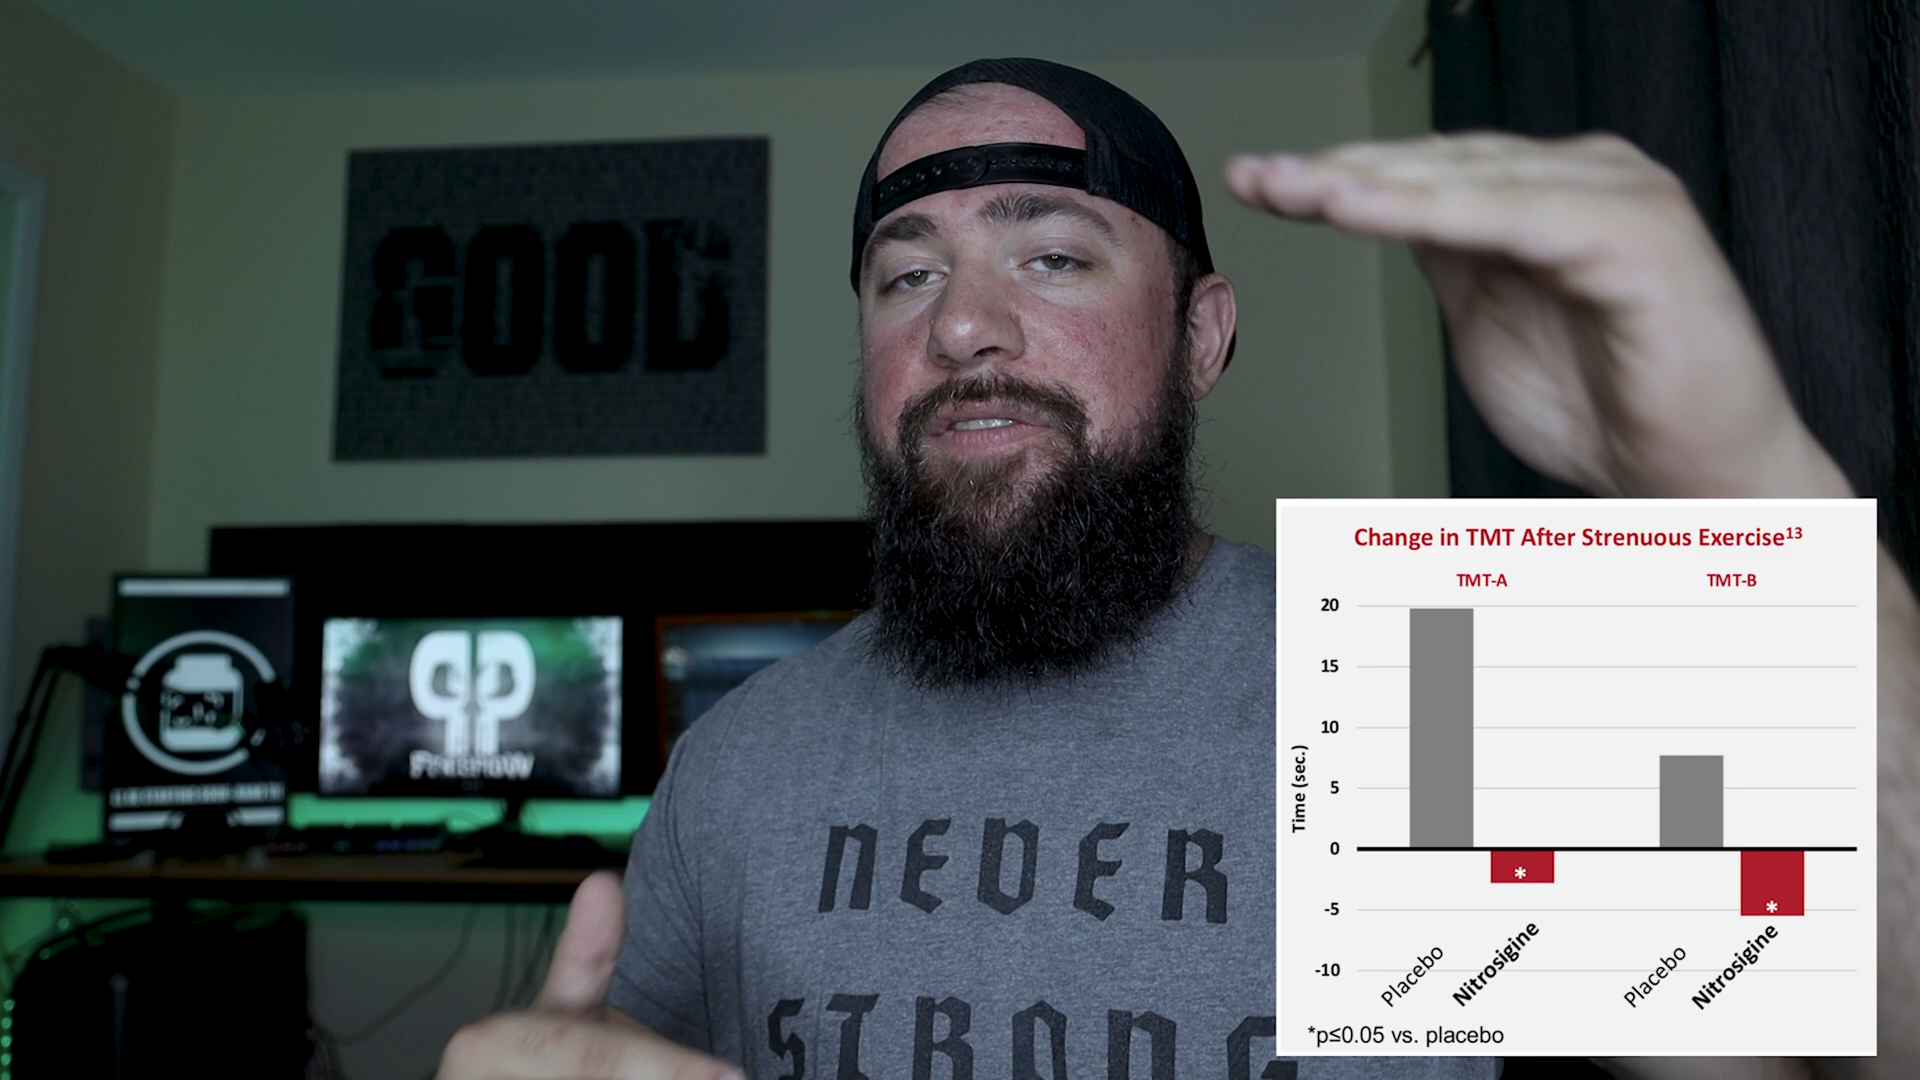 GOOD
NEVER
STRONG
Change in TMT After Strenuous Exercise¹³
TMT-A TMT-B
20
15
10
5
0
-5
-10
Time (sec.)
*
*
Placebo
Nitrosigine
Placebo
Nitrosigine
*p≤0.05 vs. placebo